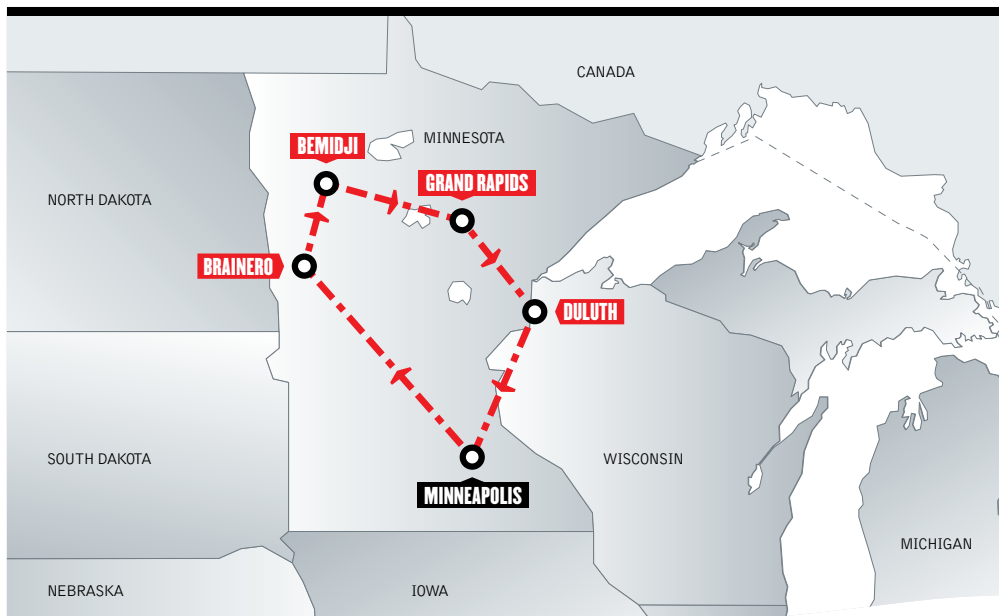 CANADA
MINNESOTA
BEMIDJI
GRAND RAPIDS
NORTH DAKOTA
BRAINERO
DULUTH
SOUTH DAKOTA
WISCONSIN
MINNEAPOLIS
MICHIGAN
NEBRASKA
IOWA